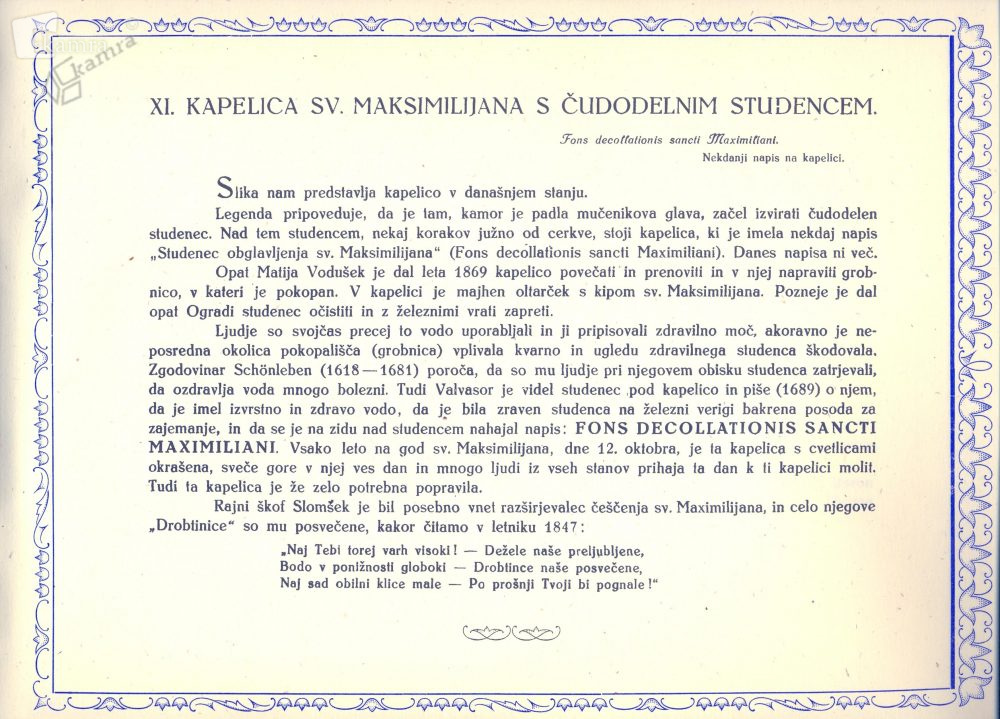 kamra
kamra
XI. KAPELICA SV. MAKSIMILIJANA S ČUDODELNIM STUDENCEM.
Fons decollationis sancti Maximiliani.
Nekdanji napis na kapelici.
Slika nam predstavlja kapelico v današnjem stanju.
Legenda pripoveduje, da je tam, kamor je padla mučenikova glava, začel izvirati čudodelen
studenec. Nad tem studencem, nekaj korakov južno od cerkve, stoji kapelica, ki je imela nekdaj napis
„Studenec obglavljenja sv. Maksimilijana“ (Fons decollationis sancti Maximiliani). Danes napisa ni več.
Opat Matija Vodušek je dal leta 1869 kapelico povečati in prenoviti in v njej napraviti grob-
nico, v kateri je pokopan. V kapelici je majhen oltarček s kipom sv. Maksimilijana. Pozneje je dal
opat Ogradi studenec očistiti in z železnimi vrati zapreti.
Ljudje so svojčas precej to vodo uporabljali in ji pripisovali zdravilno moč, akoravno je ne-
posredna okolica pokopališča (grobnica) vplivala kvarno in ugledu zdravilnega studenca škodovala.
Zgodovinar Schönleben (1618—1681) poroča, da so mu ljudje pri njegovem obisku studenca zatrjevali,
da ozdravlja voda mnogo bolezni. Tudi Valvasor je videl studenec pod kapelico in piše (1689) o njem,
da je imel izvrstno in zdravo vodo, da je bila zraven studenca na železni verigi bakrena posoda za
zajemanje, in da se je na zidu nad studencem nahajal napis: FONS DECOLLATIONIS SANCTI
MAXIMILIANI. Vsako leto na god sv. Maksimilijana, dne 12. oktobra, je ta kapelica s cvetlicami
okrašena, sveče gore v njej ves dan in mnogo ljudi iz vseh stanov prihaja ta dan k ti kapelici molit.
Tudi ta kapelica je že zelo potrebna popravila.
Rajni škof Slomšek je bil posebno vnet razširjevalec češčenja sv. Maksimilijana, in celo njegove
„Drobtinice“ so mu posvečene, kakor čitamo v letniku 1847:
„Naj Tebi torej varh visoki! — Dežele naše preljubljene,
Bodo v ponižnosti globoki — Drobtince naše posvečene,
Naj sad obilni klice male — Po prošnji Tvoji bi pognale!“